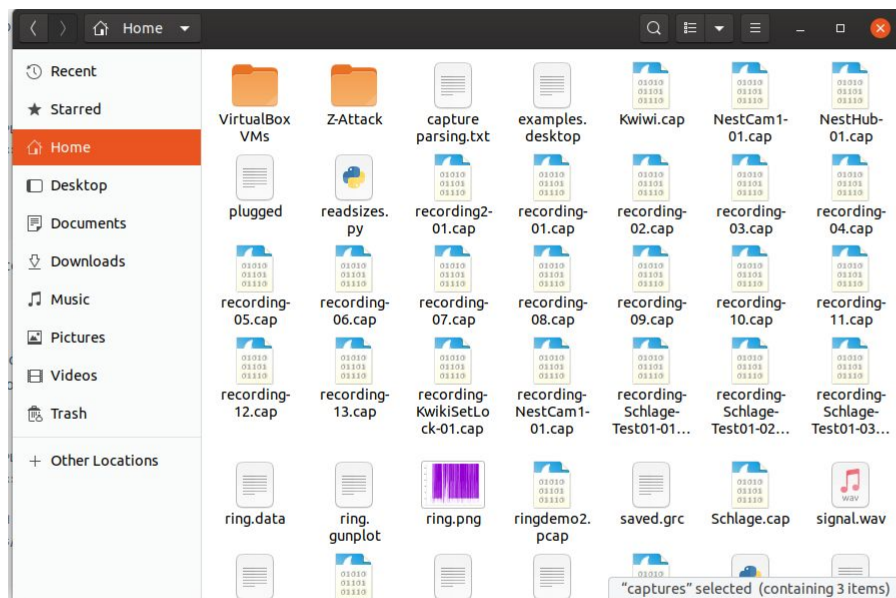 Home
Recent
Starred
Home
Desktop
Documents
Downloads
Music
Pictures
Videos
Trash
+ Other Locations
VirtualBox
VMs
Z-Attack
capture
parsing.txt
examples.
desktop
Kwiwi.cap
NestCam1-
01.cap
NestHub-
01.cap
plugged
readsizes.
py
recording2-
01.cap
recording-
01.cap
recording-
02.cap
recording-
03.cap
recording-
04.cap
recording-
05.cap
recording-
06.cap
recording-
07.cap
recording-
08.cap
recording-
09.cap
recording-
10.cap
recording-
11.cap
recording-
12.cap
recording-
13.cap
recording-
KwikiSetLo
ck-01.cap
recording-
NestCam1-
01.cap
recording-
Schlage-
Test01-01...
recording-
Schlage-
Test01-02...
recording-
Schlage-
Test01-03...
ring.data
ring.
gunplot
ring.png
ringdemo2.
pcap
saved.grc
Schlage.cap
signal.wav
"captures" selected (containing 3 items)